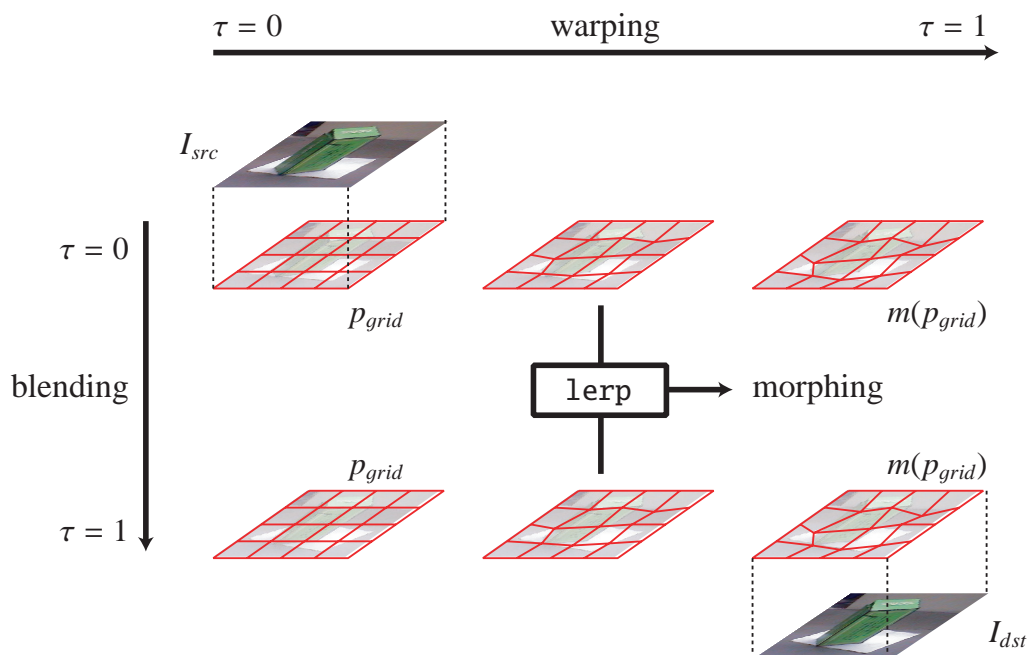 τ = 0 warping τ = 1
I_src
τ = 0
p_grid m(p_grid)
blending lerp morphing
p_grid m(p_grid)
τ = 1
I_dst